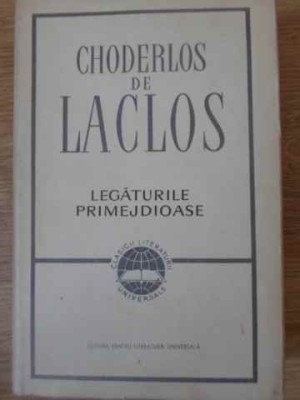 CHODERLOS
DE
LACLOS
LEGĂTURILE
PRIMEJDIOASE
CLASICII LITERATURII
UNIVERSALE
EDITURA PENTRU LITERATURĂ UNIVERSALĂ